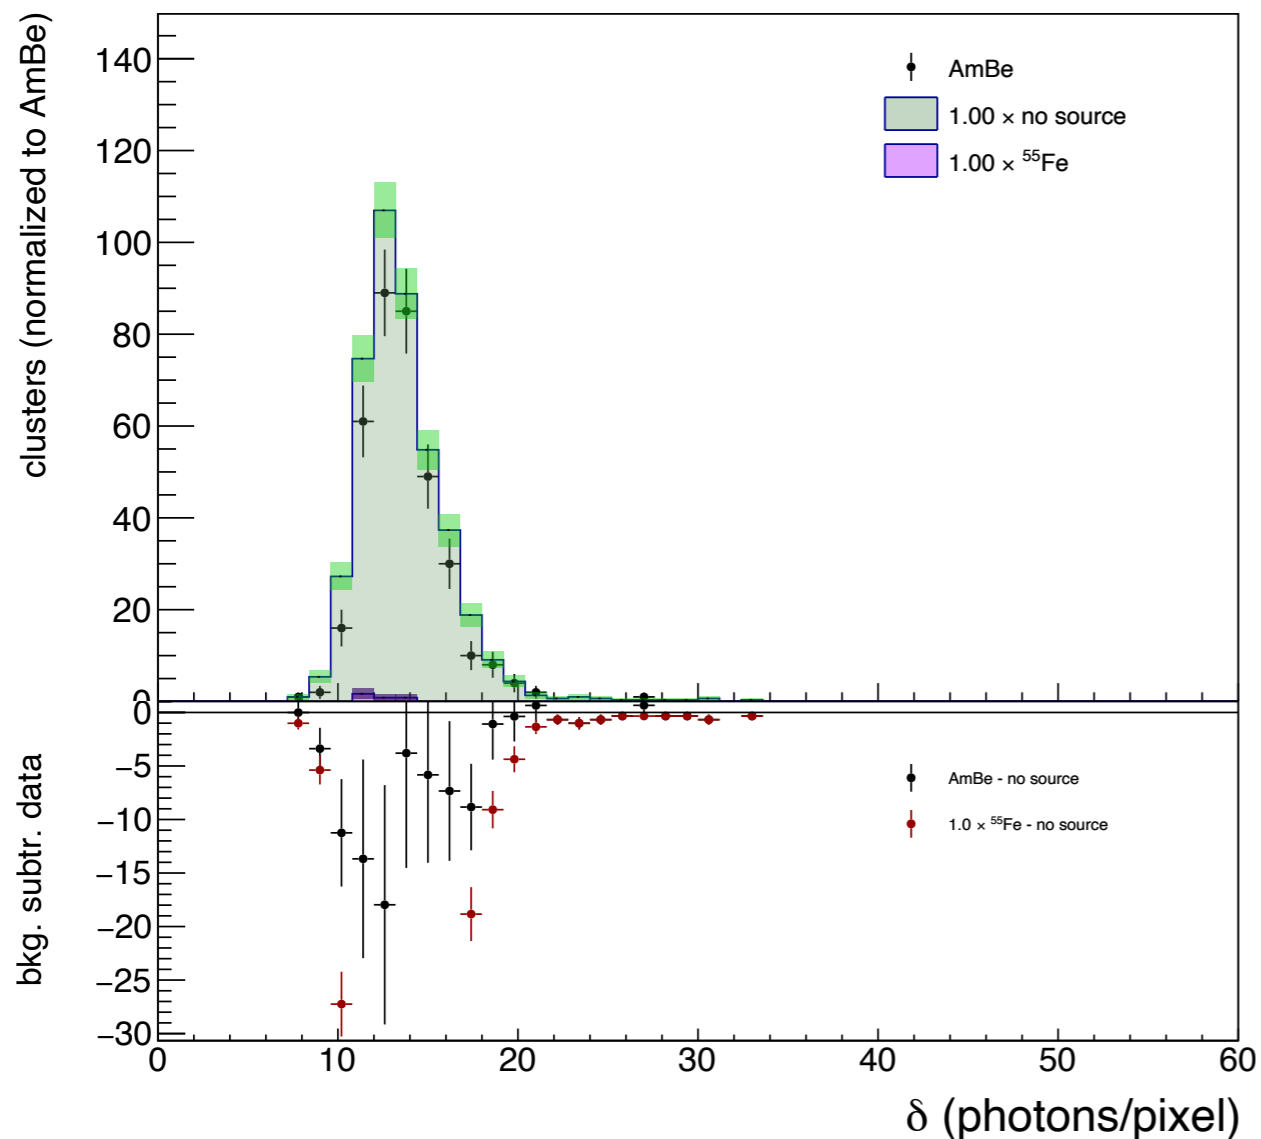 clusters (normalized to AmBe)
140
120
100
80
60
40
20
0
AmBe
1.00 × no source
1.00 × ⁵⁵Fe
bkg. subtr. data
0
−5
−10
−15
−20
−25
−30
AmBe - no source
1.0 × ⁵⁵Fe - no source
0 10 20 30 40 50 60
δ (photons/pixel)